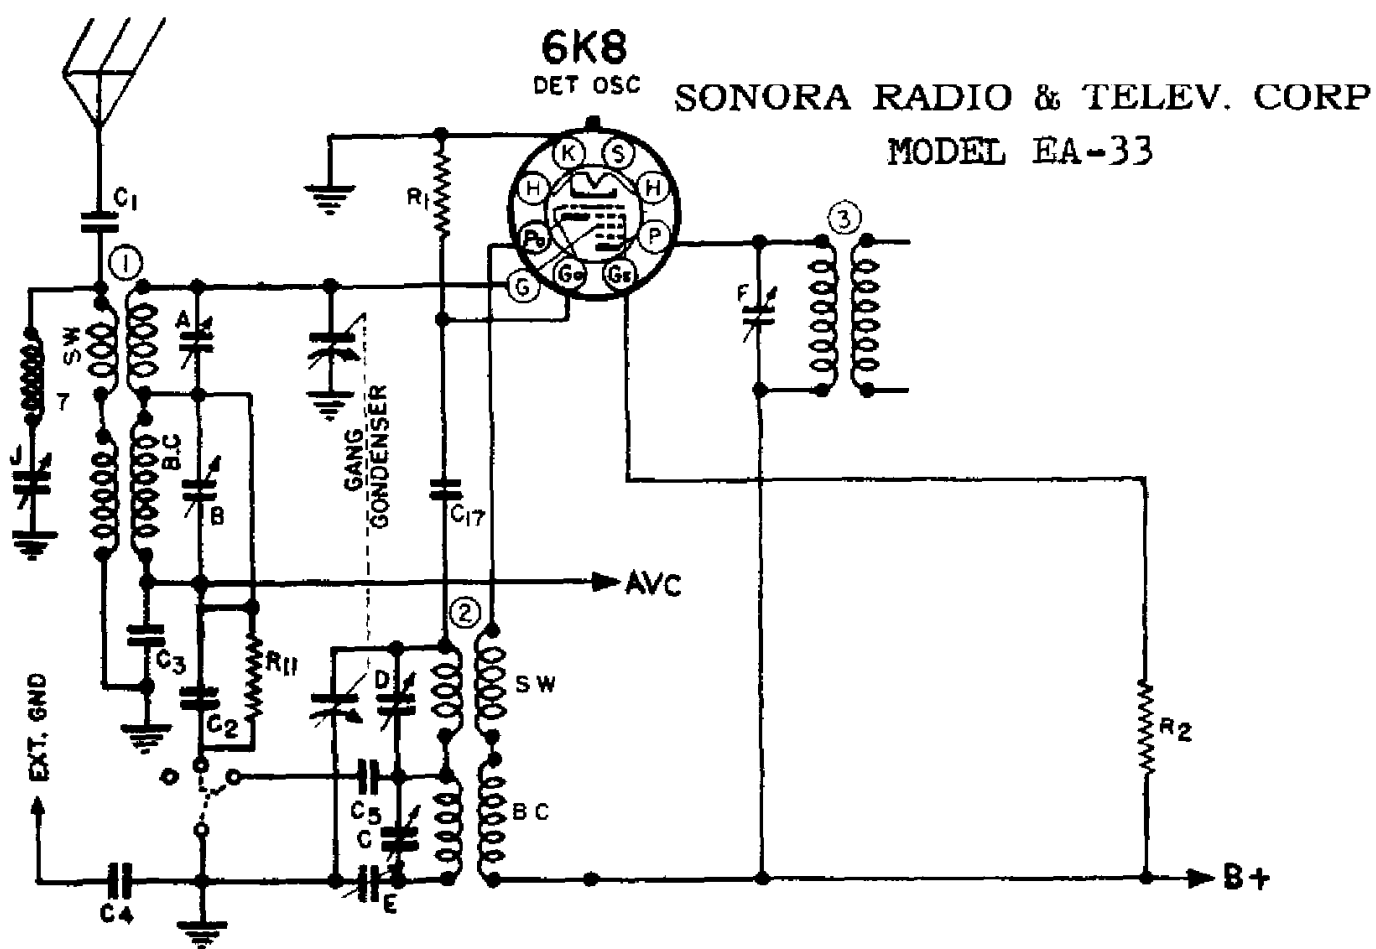 6K8
DET OSC
SONORA RADIO & TELEV. CORP
MODEL EA-33
K
S
H
H
Po
P
G
Go
Gs
C1
R1
1
3
SW
A
F
7
J
B.C
B
GANG
GONDENSER
C17
AVC
2
C3
R11
D
SW
EXT. GND
C2
R2
C5
BC
C
C4
E
B+